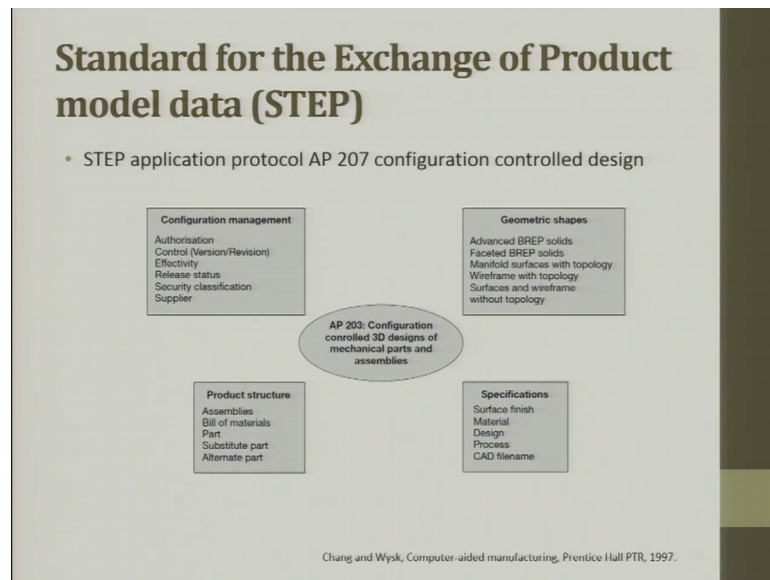 Standard for the Exchange of Product
model data (STEP)
• STEP application protocol AP 207 configuration controlled design
Configuration management
Authorisation
Control (Version/Revision)
Effectivity
Release status
Security classification
Supplier
Geometric shapes
Advanced BREP solids
Faceted BREP solids
Manifold surfaces with topology
Wireframe with topology
Surfaces and wireframe
without topology
AP 203: Configuration
conrolled 3D designs of
mechanical parts and
assemblies
Product structure
Assemblies
Bill of materials
Part
Substitute part
Alternate part
Specifications
Surface finish
Material
Design
Process
CAD filename
Chang and Wysk, Computer-aided manufacturing, Prentice Hall PTR, 1997.